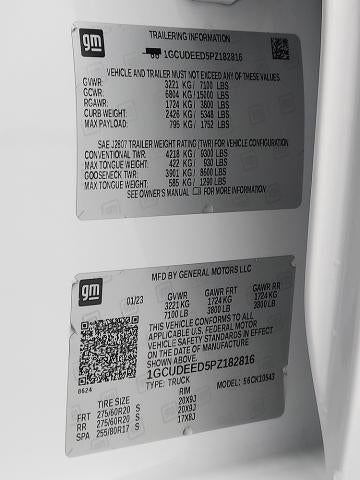 gm
TRAILERING INFORMATION
1GCUDEED5PZ182816
VEHICLE AND TRAILER MUST NOT EXCEED ANY OF THESE VALUES.
GVWR: 3221 KG/ 7100 LBS
GCWR: 6804 KG/ 15000 LBS
RGAWR: 1724 KG/ 3800 LBS
CURB WEIGHT: 2426 KG/ 5348 LBS
MAX PAYLOAD: 795 KG/ 1752 LBS
SAE J2807 TRAILER WEIGHT RATING (TWR) FOR VEHICLE CONFIGURATION
CONVENTIONAL TWR: 4218 KG/ 9300 LBS
MAX TONGUE WEIGHT: 422 KG/ 930 LBS
GOOSENECK TWR: 3901 KG/ 8600 LBS
MAX TONGUE WEIGHT: 585 KG/ 1290 LBS
SEE OWNER'S MANUAL FOR MORE INFORMATION
gm
MFD BY GENERAL MOTORS LLC
01/23 GVWR GAWR FRT GAWR RR
3221 KG 1724 KG 1724 KG
7100 LB 3800 LB 3800 LB
THIS VEHICLE CONFORMS TO ALL
APPLICABLE U.S. FEDERAL MOTOR
VEHICLE SAFETY STANDARDS IN EFFECT
ON THE DATE OF MANUFACTURE
SHOWN ABOVE.
1GCUDEED5PZ182816
8624
TYPE: TRUCK MODEL: S6CK10543
TIRE SIZE RIM
FRT 275/60R20 S 20X9J
RR 275/60R20 S 20X9J
SPA 255/80R17 S 17X8J